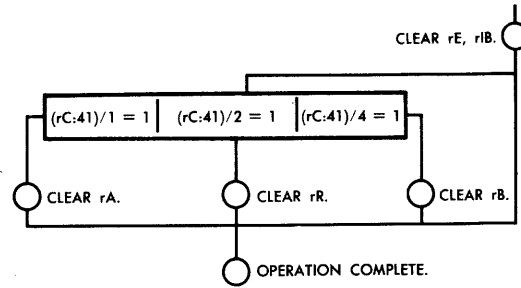 CLEAR rE, rIB.
(rC:41)/1 = 1 (rC:41)/2 = 1 (rC:41)/4 = 1
CLEAR rA. CLEAR rR. CLEAR rB.
OPERATION COMPLETE.